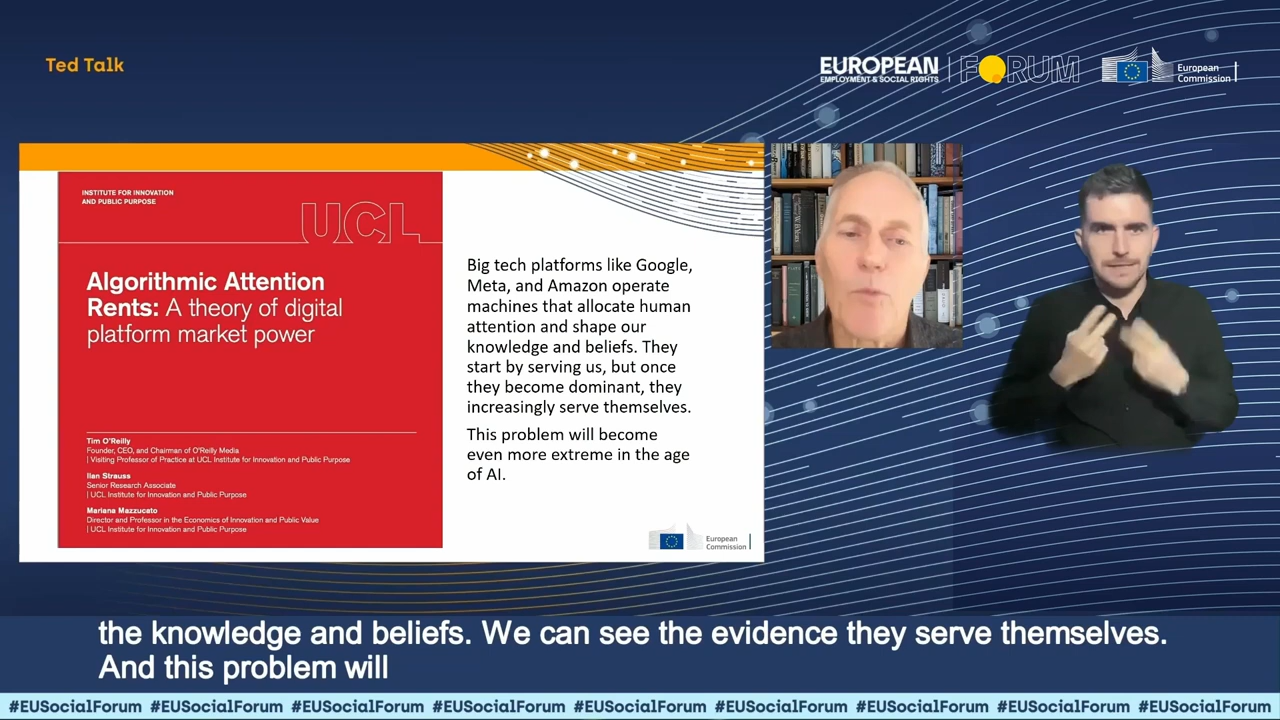 Ted Talk
EUROPEAN
EMPLOYMENT & SOCIAL RIGHTS
FORUM
European
Commission
INSTITUTE FOR INNOVATION
AND PUBLIC PURPOSE
UCL
Algorithmic Attention
Rents: A theory of digital
platform market power
Tim O'Reilly
Founder, CEO, and Chairman of O'Reilly Media
| Visiting Professor of Practice at UCL Institute for Innovation and Public Purpose
Ilan Strauss
Senior Research Associate
| UCL Institute for Innovation and Public Purpose
Mariana Mazzucato
Director and Professor in the Economics of Innovation and Public Value
| UCL Institute for Innovation and Public Purpose
Big tech platforms like Google,
Meta, and Amazon operate
machines that allocate human
attention and shape our
knowledge and beliefs. They
start by serving us, but once
they become dominant, they
increasingly serve themselves.
This problem will become
even more extreme in the age
of AI.
European
Commission
the knowledge and beliefs. We can see the evidence they serve themselves.
And this problem will
#EUSocialForum #EUSocialForum #EUSocialForum #EUSocialForum #EUSocialForum #EUSocialForum #EUSocialForum #EUSocialForum #EUSocialForum